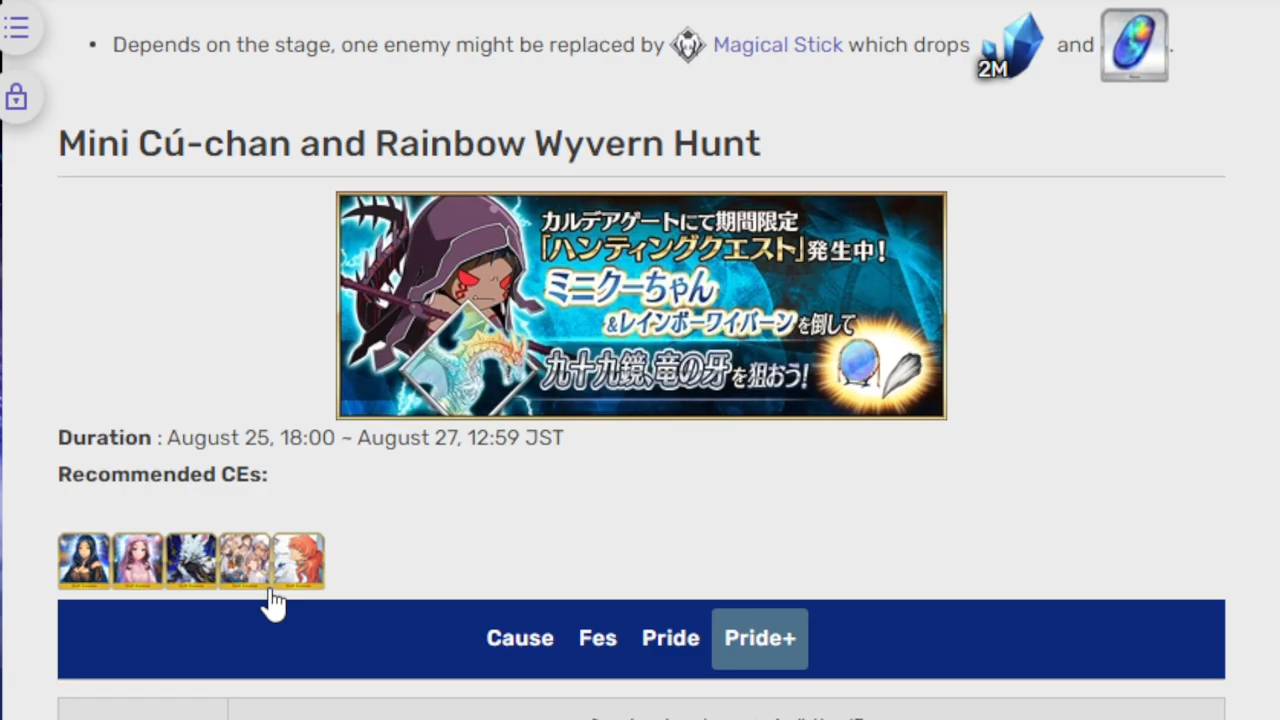 • Depends on the stage, one enemy might be replaced by Magical Stick which drops 2M and .
Mini Cú-chan and Rainbow Wyvern Hunt
カルデアゲートにて期間限定
「ハンティングクエスト」発生中!
ミニクーちゃん
&レインボーワイバーンを倒して
九十九鏡、竜の牙を狙おう!
Duration : August 25, 18:00 ~ August 27, 12:59 JST
Recommended CEs:
Cause Fes Pride Pride+